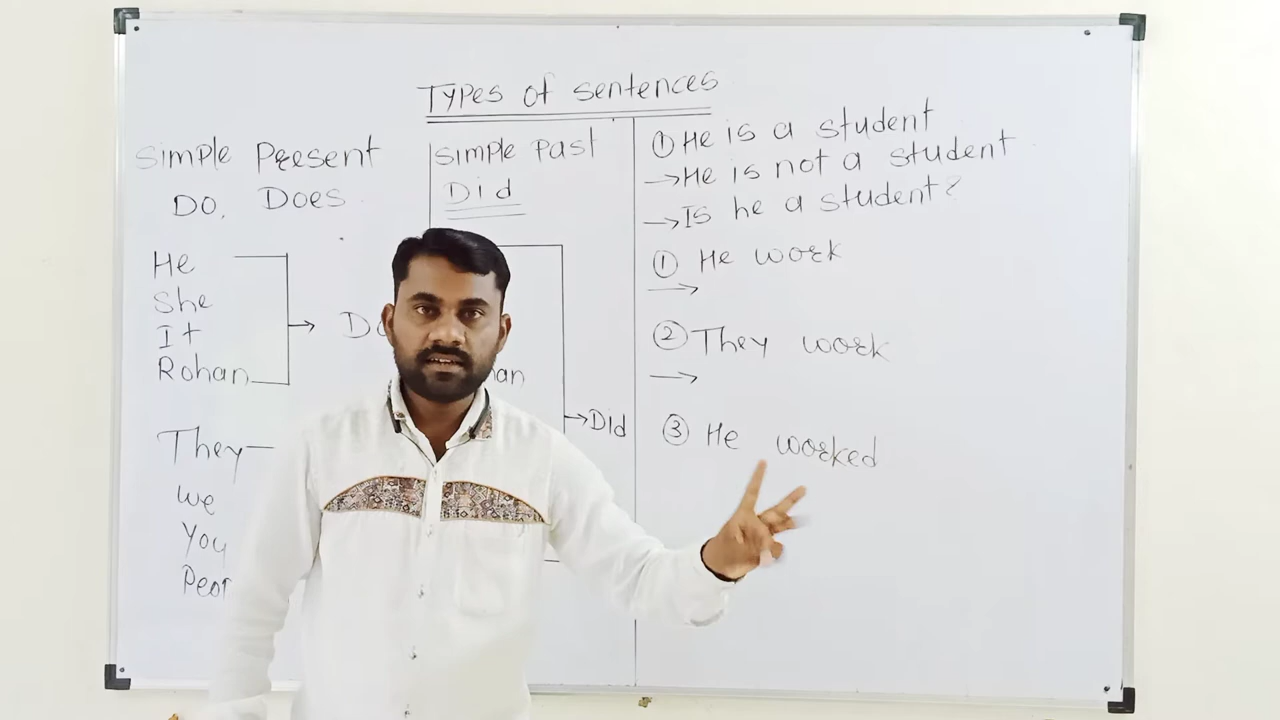 Types of sentences
Simple Present
Do, Does
He
She
It
Rohan
They
We
You
Simple Past
Did
Did
① He is a student
→ He is not a student
→ Is he a student?
① He work
→
② They work
→
③ He worked